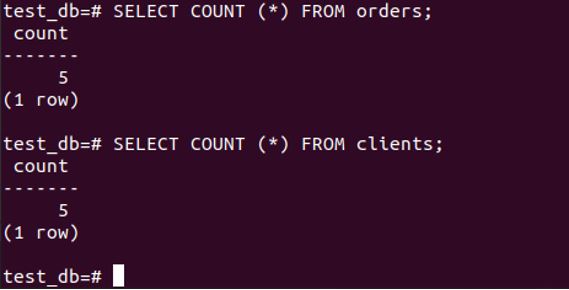 test_db=# SELECT COUNT (*) FROM orders;
count
-------
5
(1 row)
test_db=# SELECT COUNT (*) FROM clients;
count
-------
5
(1 row)
test_db=#